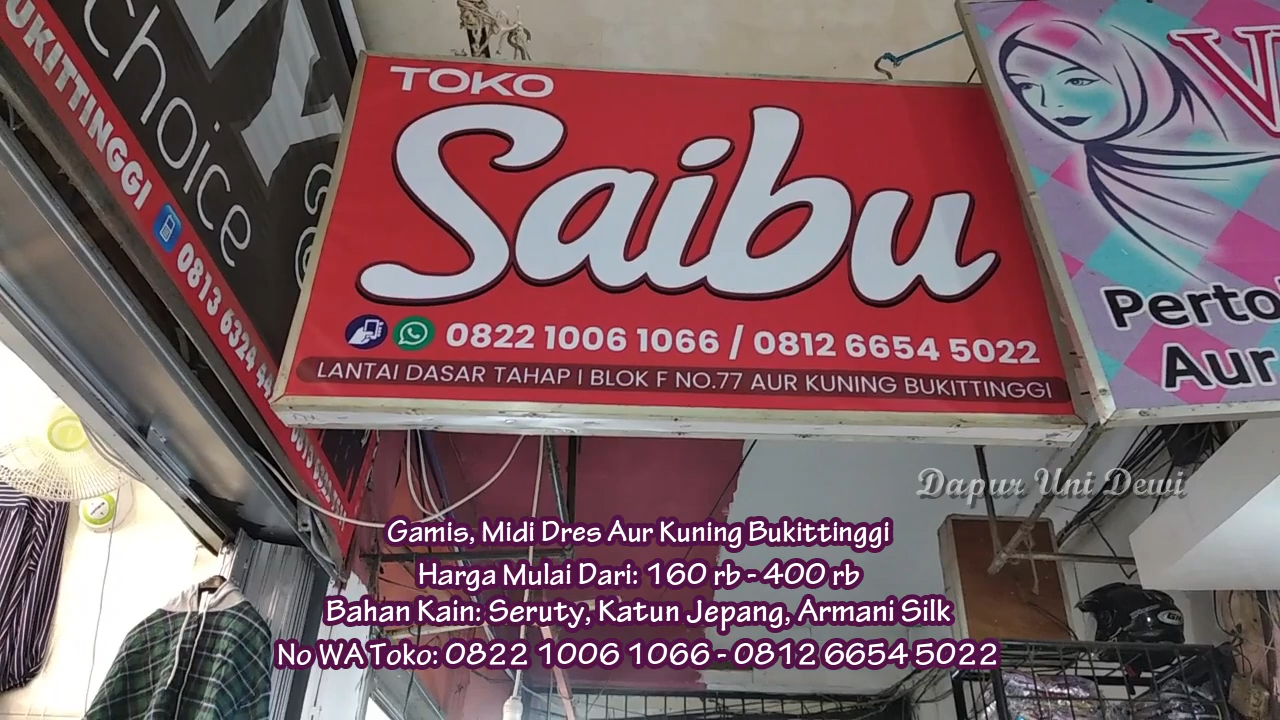 UKITTINGGI
0813 6324 44
choice
TOKO
Saibu
0822 1006 1066 / 0812 6654 5022
LANTAI DASAR TAHAP I BLOK F NO.77 AUR KUNING BUKITTINGGI
Perto
Aur
Dapur Uni Dewi
Gamis, Midi Dres Aur Kuning Bukittinggi
Harga Mulai Dari: 160 rb - 400 rb
Bahan Kain: Seruty, Katun Jepang, Armani Silk
No WA Toko: 0822 1006 1066 - 0812 6654 5022